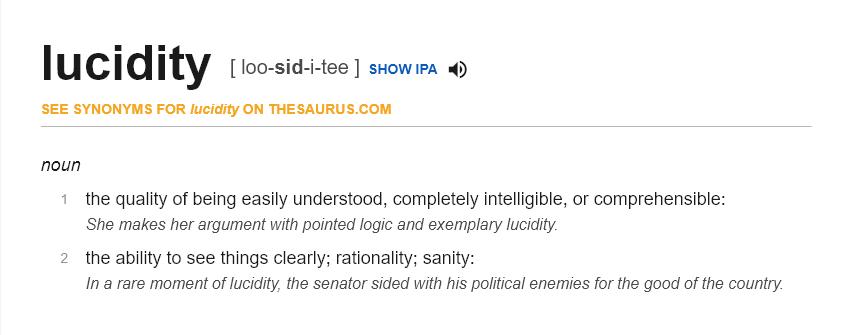 lucidity [ loo-sid-i-tee ] SHOW IPA
SEE SYNONYMS FOR lucidity ON THESAURUS.COM
noun
1 the quality of being easily understood, completely intelligible, or comprehensible:
She makes her argument with pointed logic and exemplary lucidity.
2 the ability to see things clearly; rationality; sanity:
In a rare moment of lucidity, the senator sided with his political enemies for the good of the country.